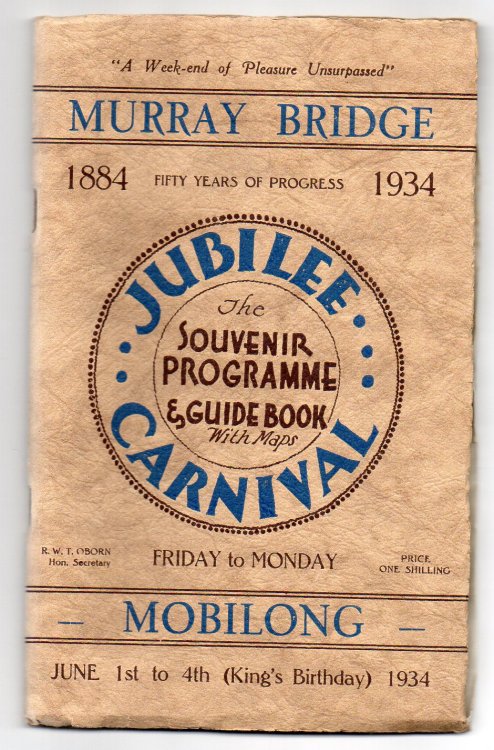 "A Week-end of Pleasure Unsurpassed"
MURRAY BRIDGE
1884 FIFTY YEARS OF PROGRESS 1934
JUBILEE
The
SOUVENIR
PROGRAMME
& GUIDE BOOK
With Maps
CARNIVAL
R. W. T. OBORN
Hon. Secretary
FRIDAY to MONDAY
PRICE
ONE SHILLING
— MOBILONG —
JUNE 1st to 4th (King's Birthday) 1934